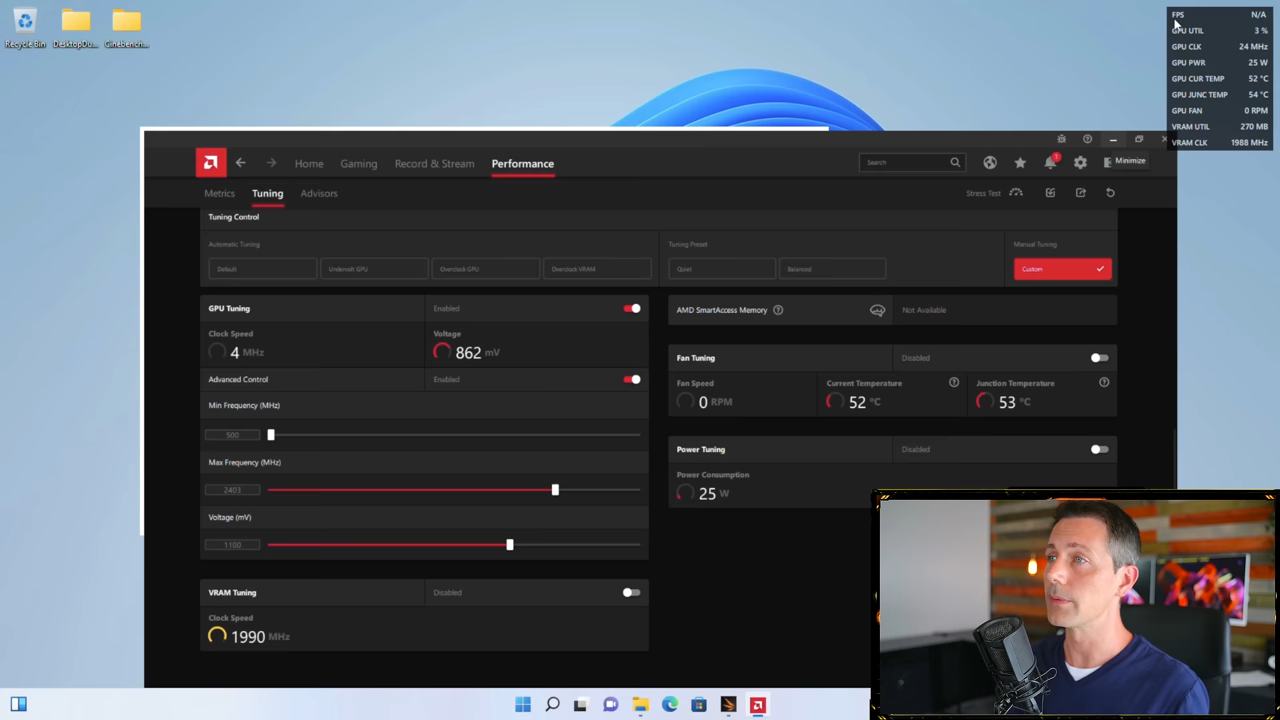 Recycle Bin
DesktopDu...
Cinebench...
FPS N/A
GPU UTIL 3 %
GPU CLK 24 MHz
GPU PWR 25 W
GPU CUR TEMP 52 °C
GPU JUNC TEMP 54 °C
GPU FAN 0 RPM
VRAM UTIL 270 MB
VRAM CLK 1988 MHz
Minimize
Home Gaming Record & Stream Performance
Search
1
Metrics Tuning Advisors
Stress Test
Tuning Control
Automatic Tuning Tuning Preset Manual Tuning
Default Undervolt GPU Overclock GPU Overclock VRAM Quiet Balanced Custom
GPU Tuning Enabled
Clock Speed Voltage
4 MHz 862 mV
Advanced Control Enabled
Min Frequency (MHz)
500
Max Frequency (MHz)
2403
Voltage (mV)
1100
VRAM Tuning Disabled
Clock Speed
1990 MHz
AMD SmartAccess Memory Not Available
Fan Tuning Disabled
Fan Speed Current Temperature Junction Temperature
0 RPM 52 °C 53 °C
Power Tuning Disabled
Power Consumption
25 W